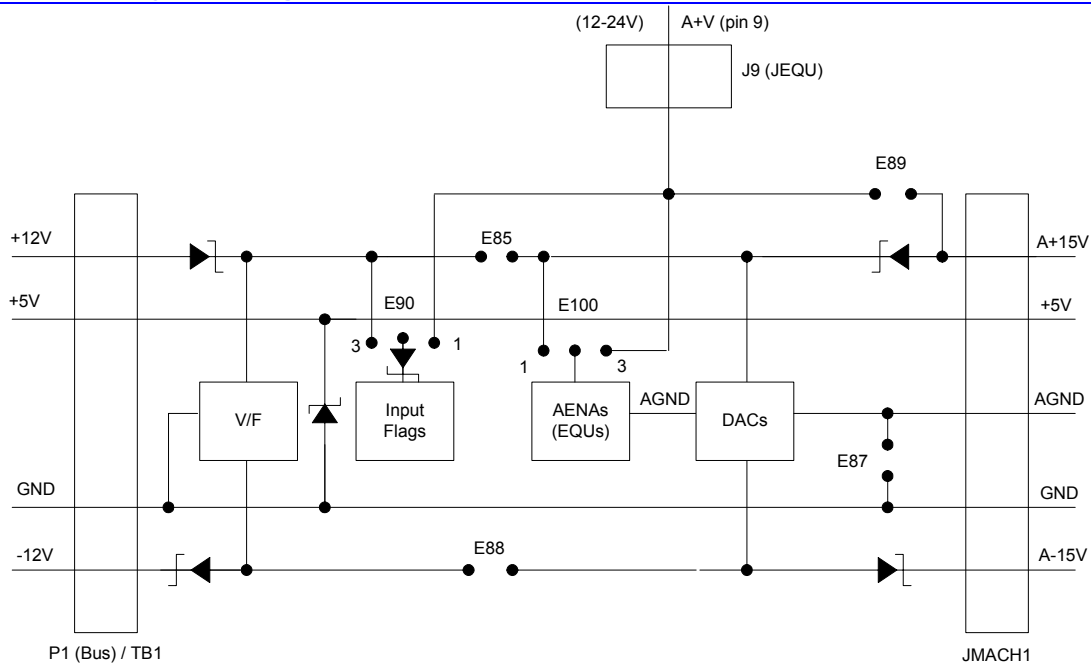 (12-24V) A+V (pin 9)
J9 (JEQU)
E89
+12V
E85
A+15V
+5V
E90
E100
+5V
3
1
1
3
V/F
Input
Flags
AENAs
(EQUs)
AGND
DACs
AGND
E87
GND
GND
-12V
E88
A-15V
P1 (Bus) / TB1
JMACH1